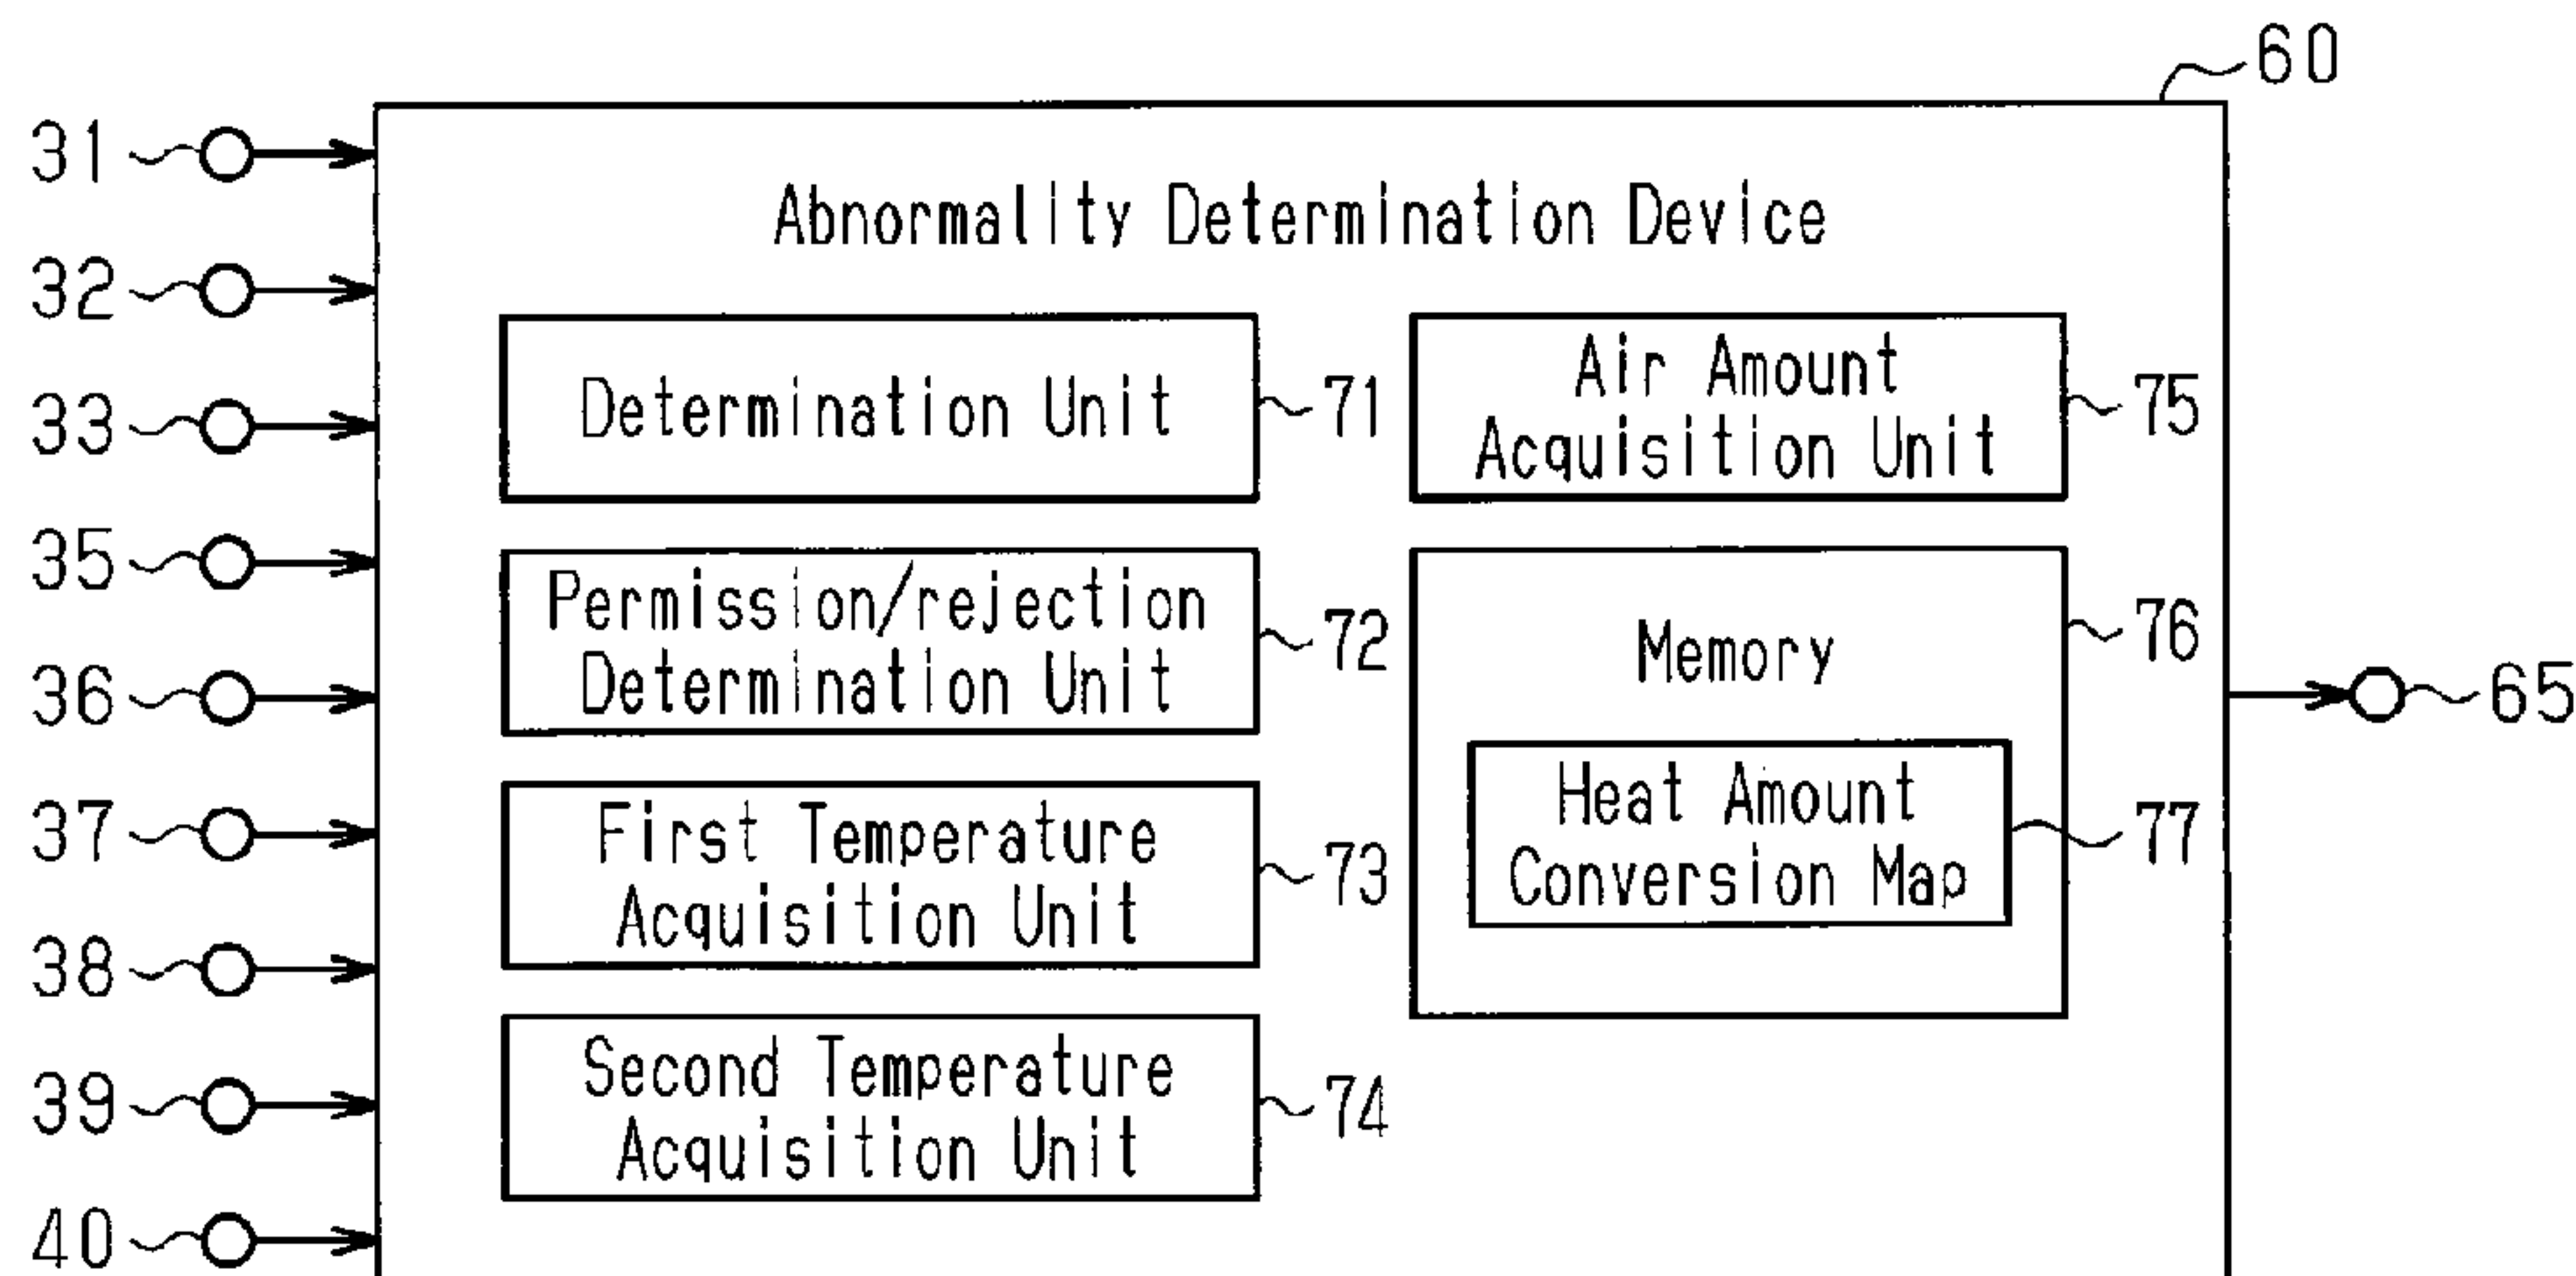 60
31
32
33
35
36
37
38
39
40
Abnormality Determination Device
Determination Unit
71
Permission/rejection
Determination Unit
72
First Temperature
Acquisition Unit
73
Second Temperature
Acquisition Unit
74
Air Amount
Acquisition Unit
75
Memory
76
Heat Amount
Conversion Map
77
65